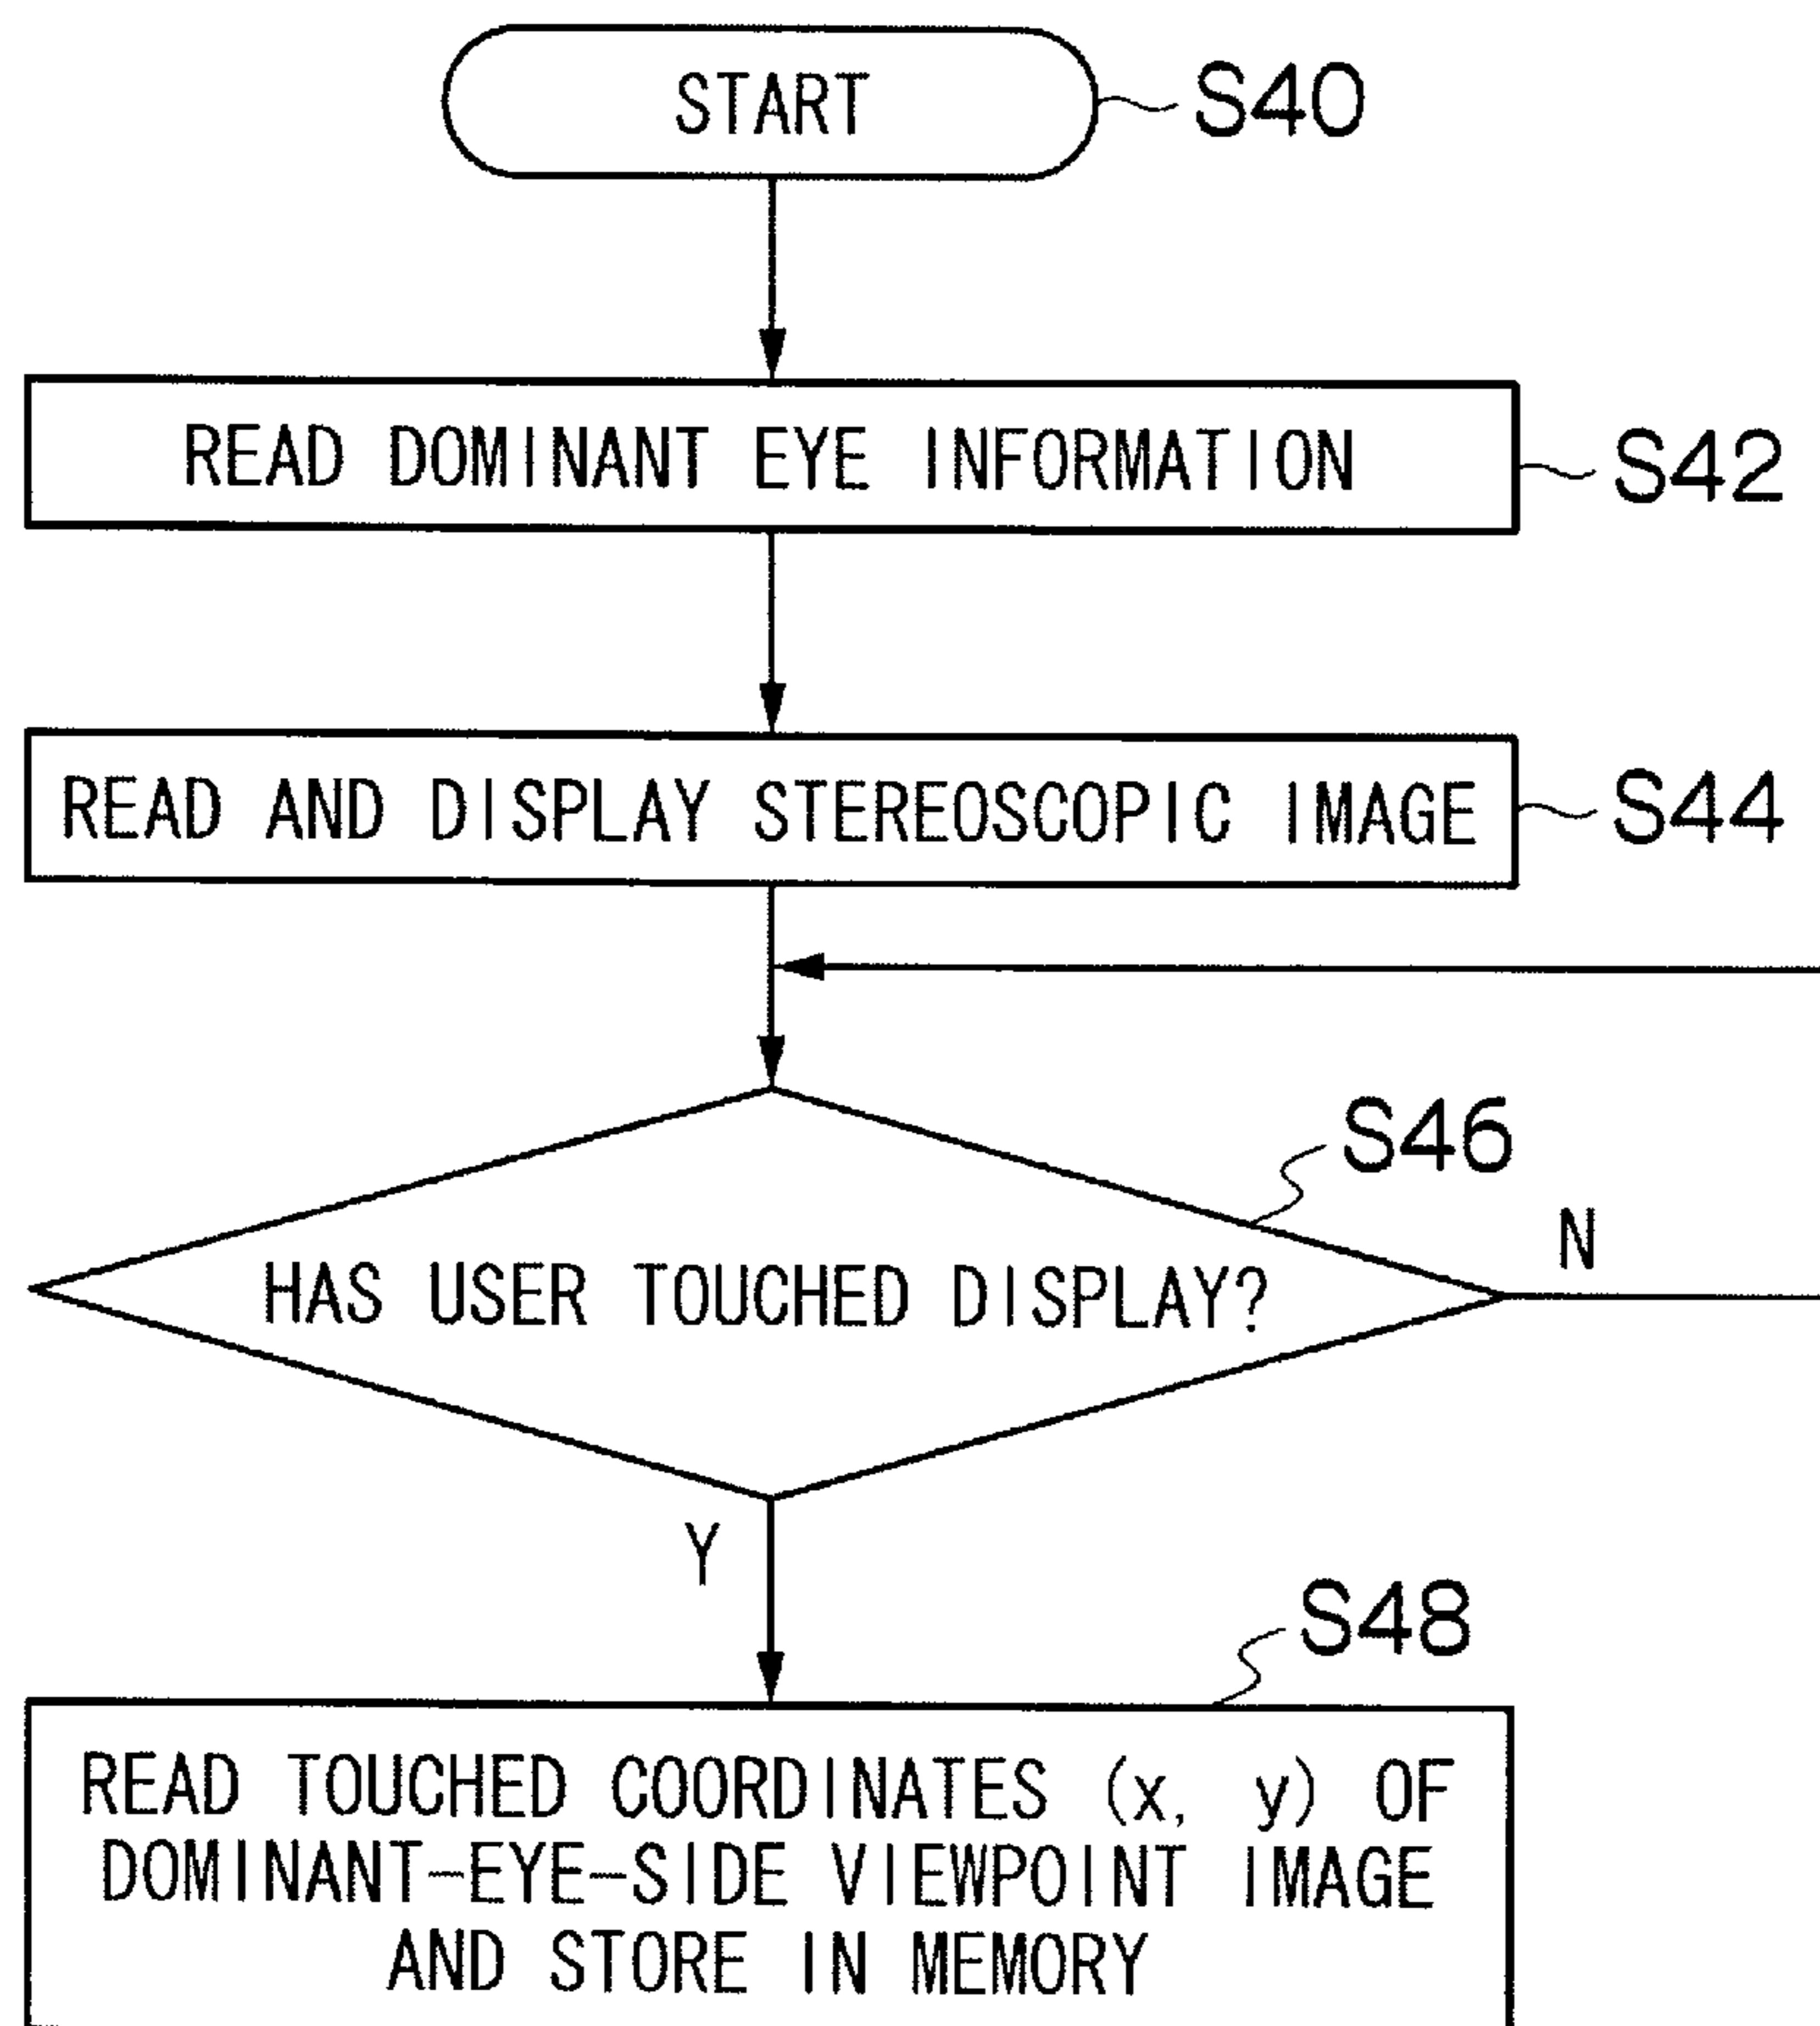 START
S40
READ DOMINANT EYE INFORMATION
S42
READ AND DISPLAY STEREOSCOPIC IMAGE
S44
S46
HAS USER TOUCHED DISPLAY?
N
Y
S48
READ TOUCHED COORDINATES (x, y) OF
DOMINANT-EYE-SIDE VIEWPOINT IMAGE
AND STORE IN MEMORY